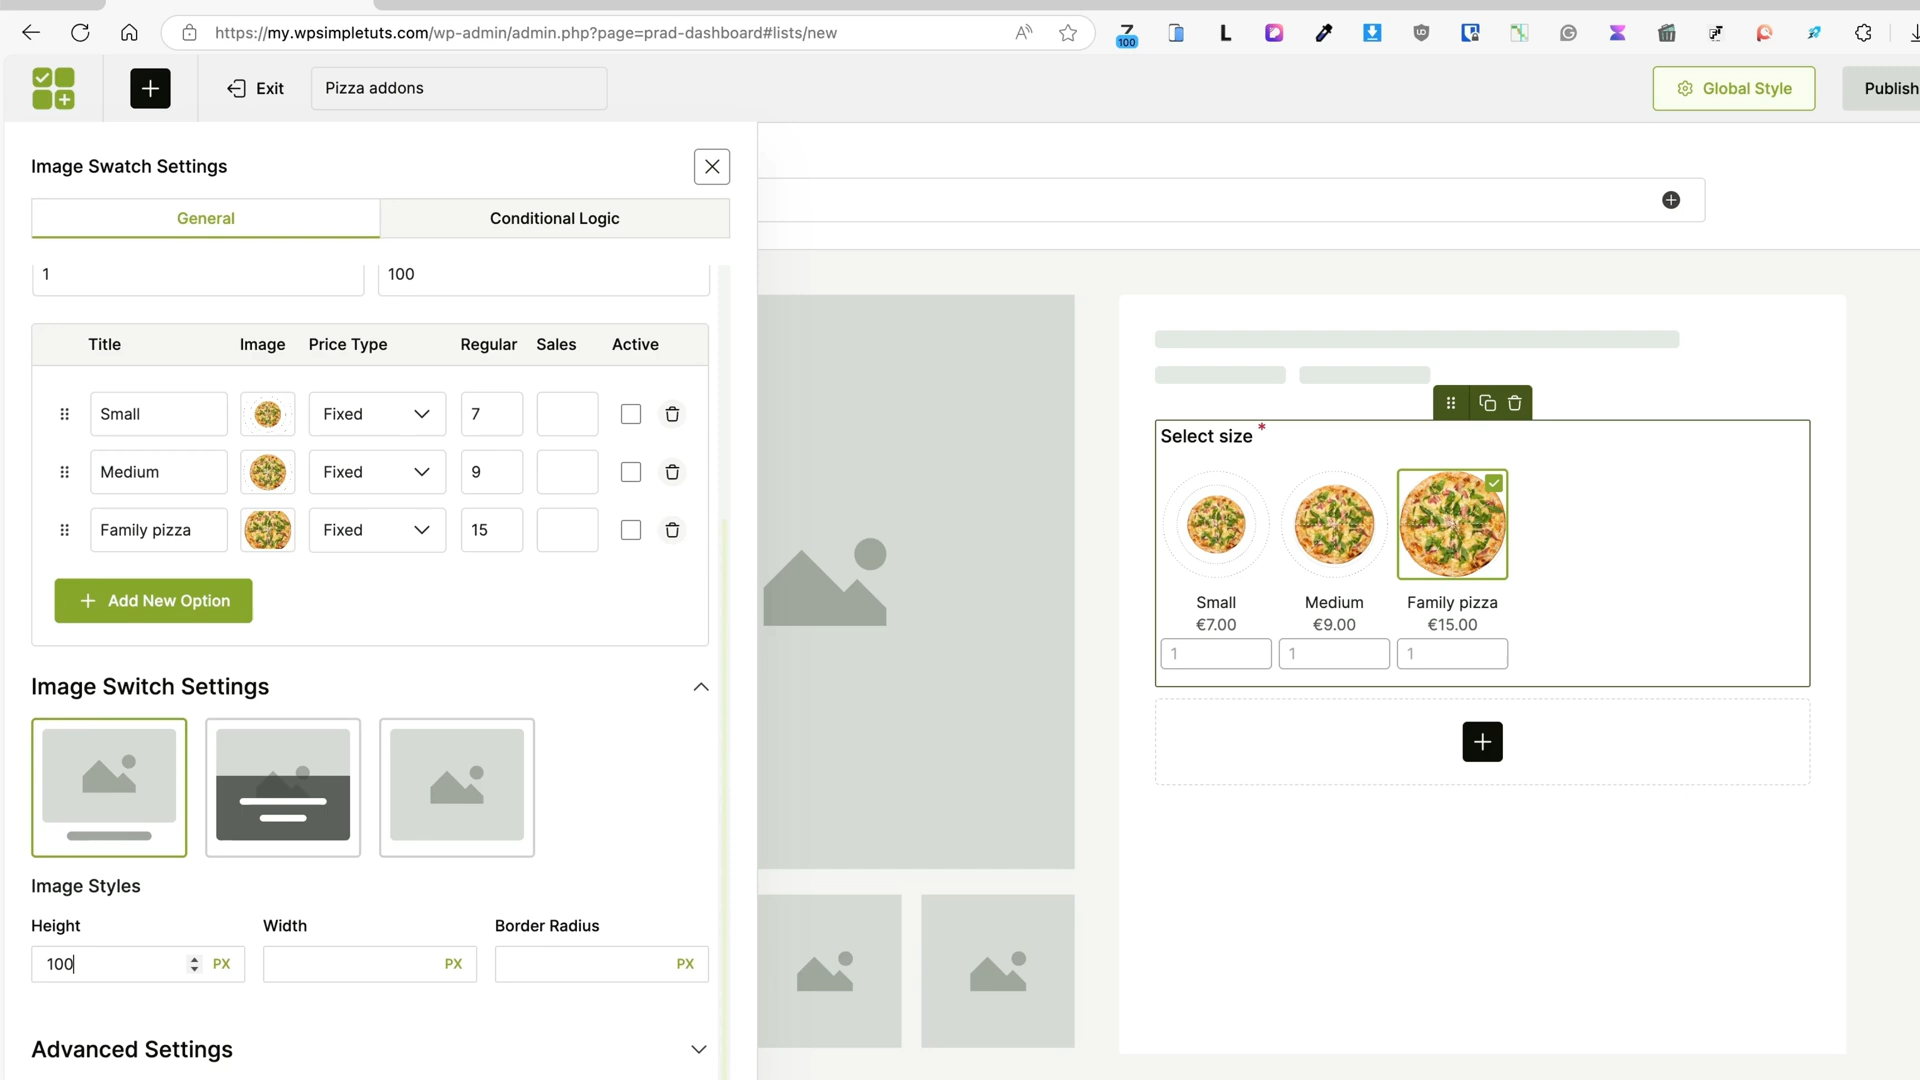 https://my.wpsimpletuts.com/wp-admin/admin.php?page=prad-dashboard#lists/new
100
Exit
Pizza addons
Global Style
Publish
Image Swatch Settings
General
Conditional Logic
1
100
Title
Image
Price Type
Regular
Sales
Active
Small
Fixed
7
Medium
Fixed
9
Family pizza
Fixed
15
Add New Option
Image Switch Settings
Image Styles
Height
Width
Border Radius
100
PX
PX
PX
Advanced Settings
Select size *
Small
Medium
Family pizza
€7.00
€9.00
€15.00
1
1
1